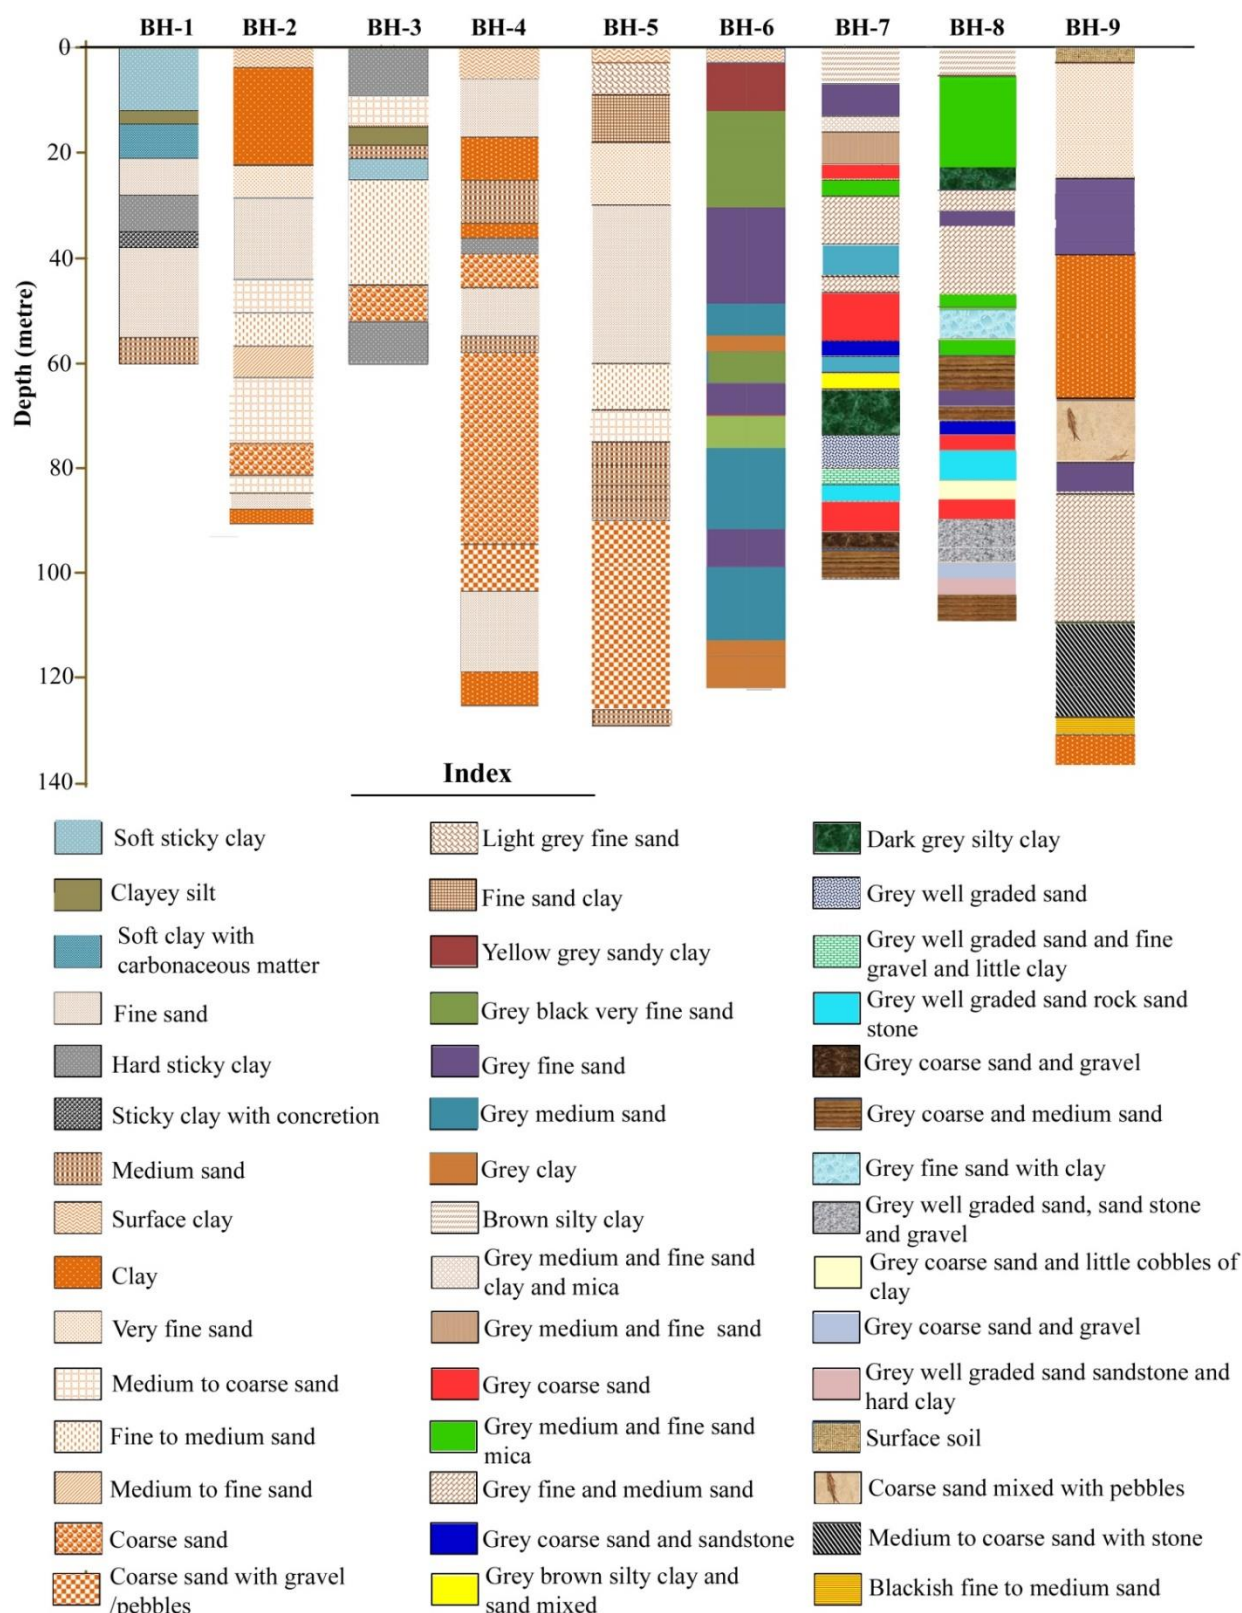 BH-1 BH-2 BH-3 BH-4 BH-5 BH-6 BH-7 BH-8 BH-9
0
20
40
60
80
100
120
140
Depth (metre)
Index
Soft sticky clay
Clayey silt
Soft clay with
carbonaceous matter
Fine sand
Hard sticky clay
Sticky clay with concretion
Medium sand
Surface clay
Clay
Very fine sand
Medium to coarse sand
Fine to medium sand
Medium to fine sand
Coarse sand
Coarse sand with gravel
/pebbles
Light grey fine sand
Fine sand clay
Yellow grey sandy clay
Grey black very fine sand
Grey fine sand
Grey medium sand
Grey clay
Brown silty clay
Grey medium and fine sand
clay and mica
Grey medium and fine sand
Grey coarse sand
Grey medium and fine sand
mica
Grey fine and medium sand
Grey coarse sand and sandstone
Grey brown silty clay and
sand mixed
Dark grey silty clay
Grey well graded sand
Grey well graded sand and fine
gravel and little clay
Grey well graded sand rock sand
stone
Grey coarse sand and gravel
Grey coarse and medium sand
Grey fine sand with clay
Grey well graded sand, sand stone
and gravel
Grey coarse sand and little cobbles of
clay
Grey coarse sand and gravel
Grey well graded sand sandstone and
hard clay
Surface soil
Coarse sand mixed with pebbles
Medium to coarse sand with stone
Blackish fine to medium sand